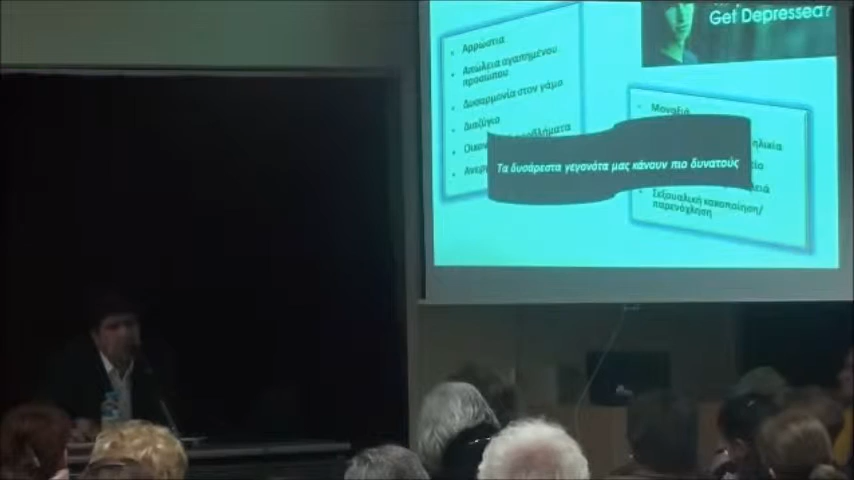 Get Depressed?
Αρρώστια
Απώλεια αγαπημένου
προσώπου
Δυσαρμονία στον γάμο
Διαζύγιο
Μοναξιά
Τα δυσάρεστα γεγονότα μας κάνουν πιο δυνατούς
Σεξουαλική κακοποίηση/
παρενόχληση